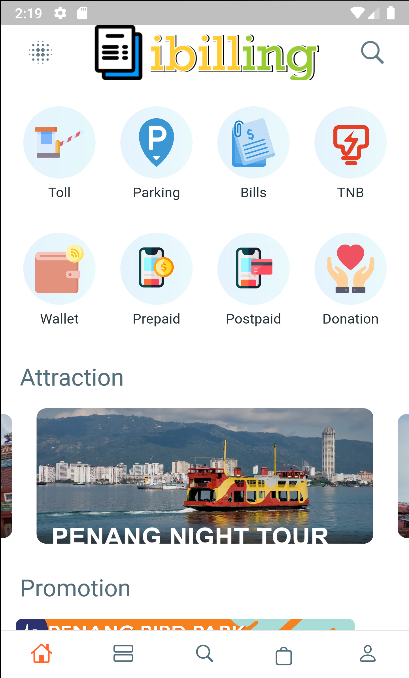 2:19
ibilling
P
Toll Parking Bills TNB
Wallet Prepaid Postpaid Donation
Attraction
PENANG NIGHT TOUR
Promotion
PENANG BIRD PARK